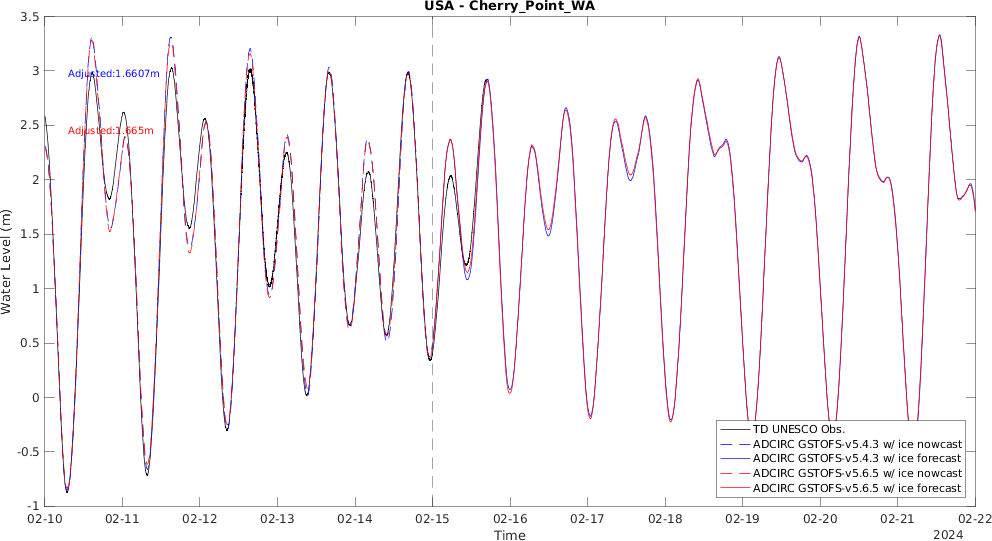 USA - Cherry_Point_WA
3.5
3
2.5
2
1.5
1
0.5
0
-0.5
-1
Water Level (m)
Adjusted:1.6607m
Adjusted:1.665m
TD UNESCO Obs.
ADCIRC GSTOFS-v5.4.3 w/ ice nowcast
ADCIRC GSTOFS-v5.4.3 w/ ice forecast
ADCIRC GSTOFS-v5.6.5 w/ ice nowcast
ADCIRC GSTOFS-v5.6.5 w/ ice forecast
02-10 02-11 02-12 02-13 02-14 02-15 02-16 02-17 02-18 02-19 02-20 02-21 02-22
Time
2024